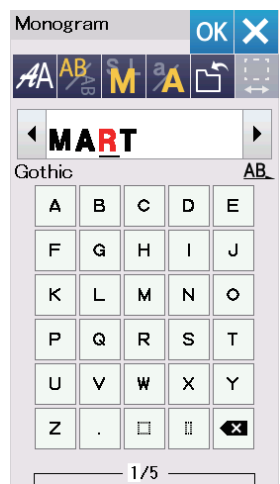 Monogram OK
MART
Gothic AB
A B C D E
F G H I J
K L M N O
P Q R S T
U V W X Y
Z .
1/5